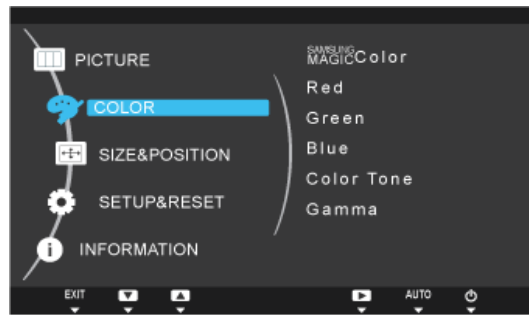 PICTURE
COLOR
SIZE&POSITION
SETUP&RESET
INFORMATION
SAMSUNG
MAGICColor
Red
Green
Blue
Color Tone
Gamma
EXIT
AUTO